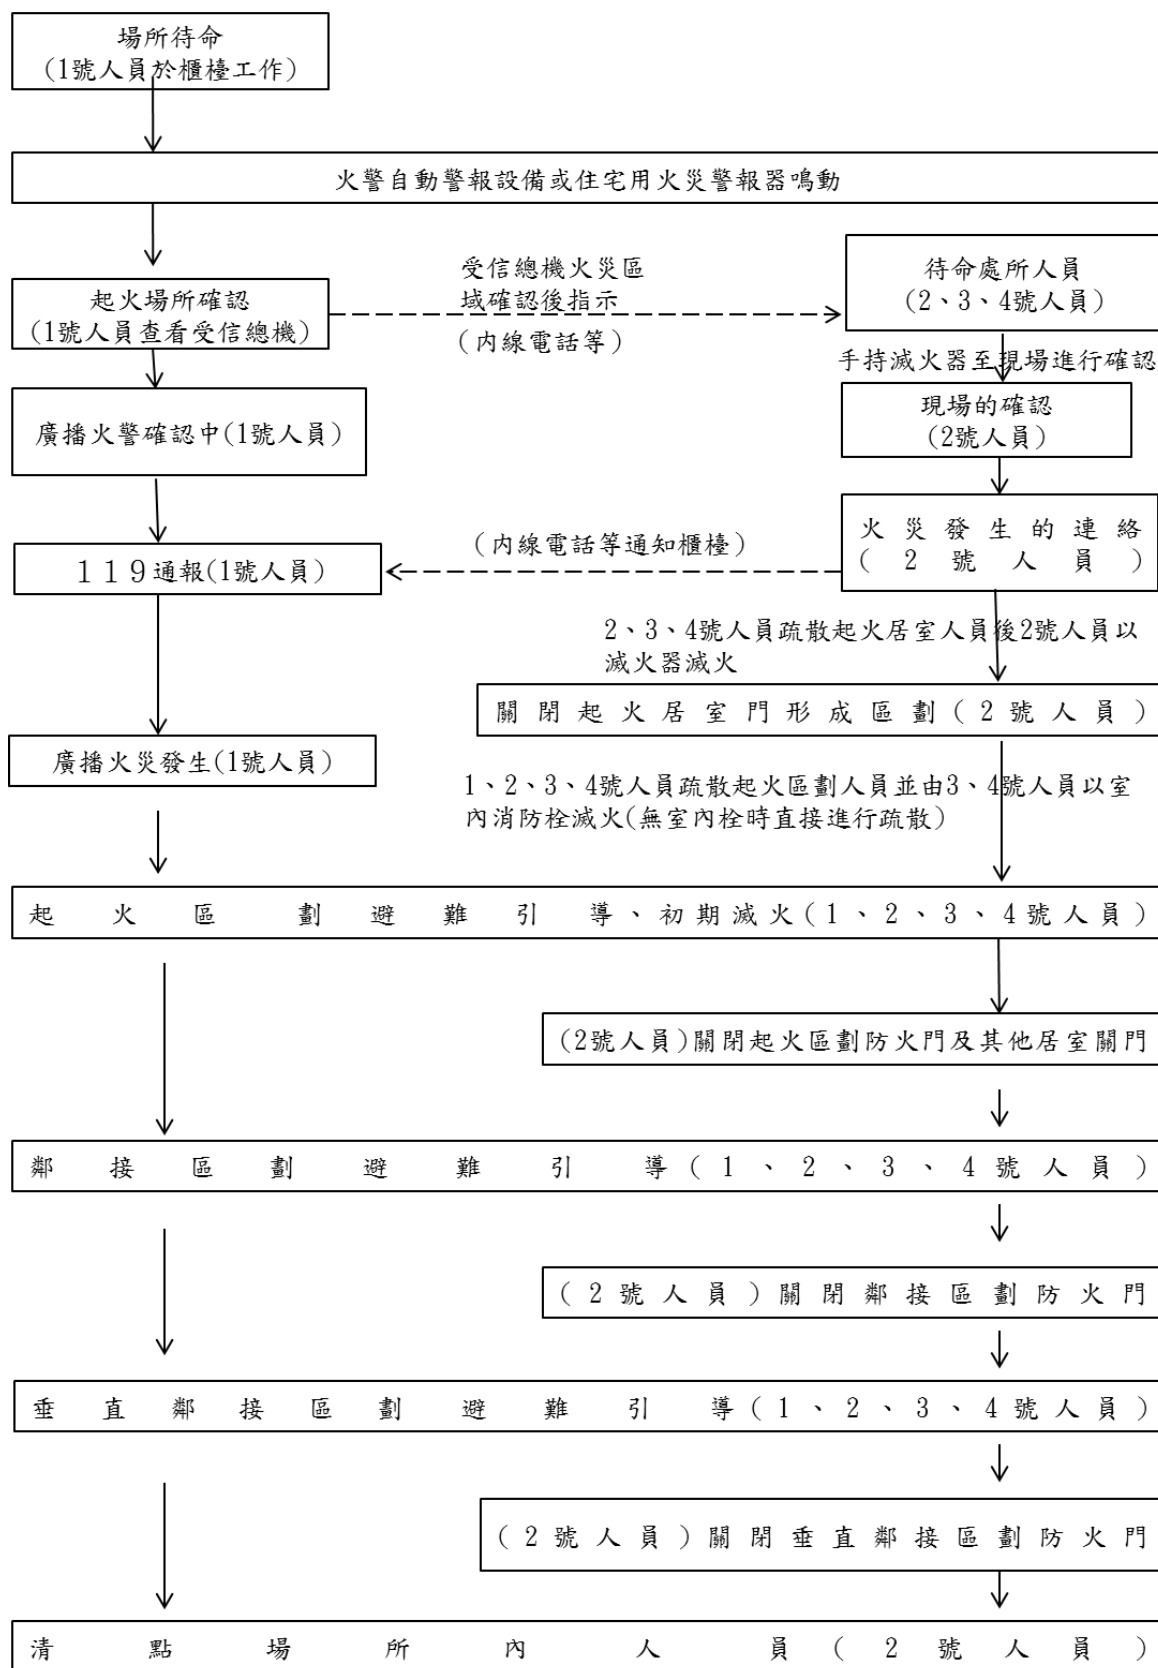 場所待命
(1號人員於櫃檯工作)
火警自動警報設備或住宅用火災警報器鳴動
起火場所確認
(1號人員查看受信總機)
受信總機火災區
域確認後指示
(內線電話等)
待命處所人員
(2、3、4號人員)
手持滅火器至現場進行確認
現場的確認
(2號人員)
廣播火警確認中(1號人員)
火災發生的連絡
(2號人員)
(內線電話等通知櫃檯)
１１９通報(1號人員)
2、3、4號人員疏散起火居室人員後2號人員以
滅火器滅火
關閉起火居室門形成區劃(2號人員)
廣播火災發生(1號人員)
1、2、3、4號人員疏散起火區劃人員並由3、4號人員以室
內消防栓滅火(無室內栓時直接進行疏散)
起火區劃避難引導、初期滅火(1、2、3、4號人員)
(2號人員)關閉起火區劃防火門及其他居室關門
鄰接區劃避難引導(1、2、3、4號人員)
(2號人員)關閉鄰接區劃防火門
垂直鄰接區劃避難引導(1、2、3、4號人員)
(2號人員)關閉垂直鄰接區劃防火門
清點場所內人員(2號人員)